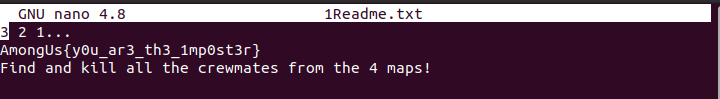 GNU nano 4.8 1Readme.txt
3 2 1...
AmongUs{y0u_ar3_th3_1mp0st3r}
Find and kill all the crewmates from the 4 maps!